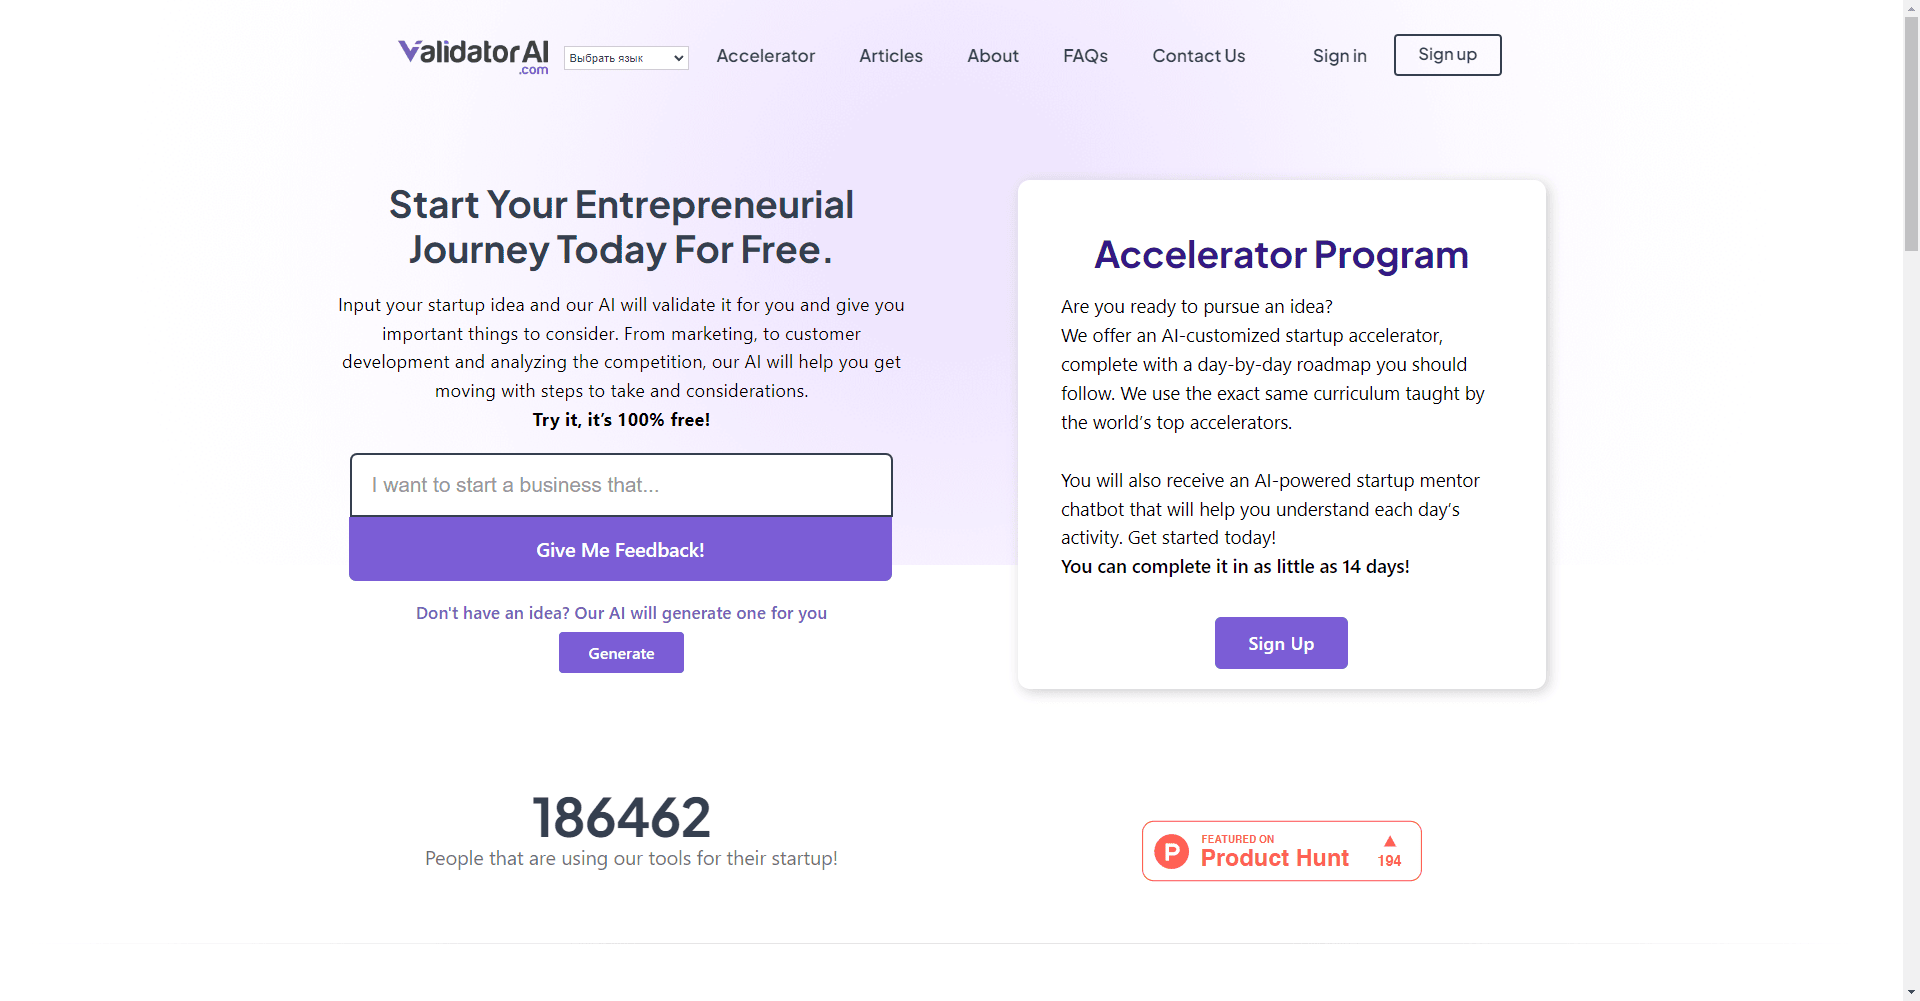 ValidatorAI
.com
Выбрать язык
Accelerator
Articles
About
FAQs
Contact Us
Sign in
Sign up
Start Your Entrepreneurial
Journey Today For Free.
Input your startup idea and our AI will validate it for you and give you
important things to consider. From marketing, to customer
development and analyzing the competition, our AI will help you get
moving with steps to take and considerations.
Try it, it’s 100% free!
I want to start a business that...
Give Me Feedback!
Don't have an idea? Our AI will generate one for you
Generate
Accelerator Program
Are you ready to pursue an idea?
We offer an AI-customized startup accelerator,
complete with a day-by-day roadmap you should
follow. We use the exact same curriculum taught by
the world’s top accelerators.
You will also receive an AI-powered startup mentor
chatbot that will help you understand each day’s
activity. Get started today!
You can complete it in as little as 14 days!
Sign Up
186462
People that are using our tools for their startup!
P
FEATURED ON
Product Hunt
194